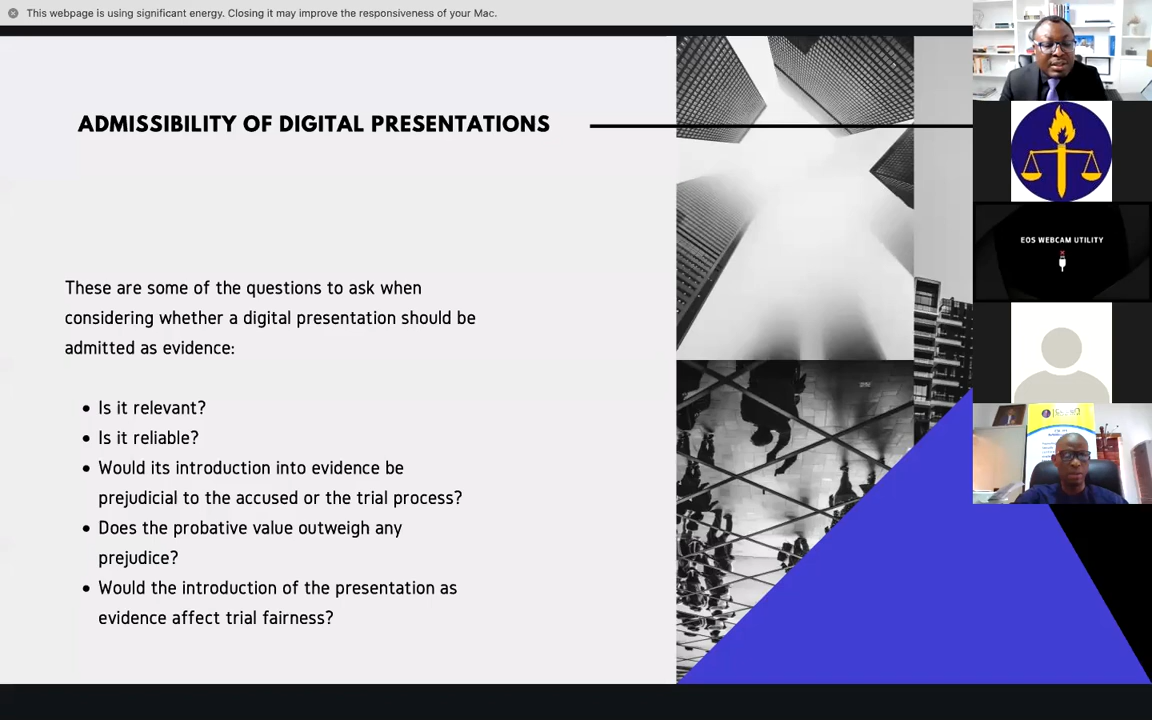 This webpage is using significant energy. Closing it may improve the responsiveness of your Mac.
ADMISSIBILITY OF DIGITAL PRESENTATIONS
These are some of the questions to ask when
considering whether a digital presentation should be
admitted as evidence:
• Is it relevant?
• Is it reliable?
• Would its introduction into evidence be
prejudicial to the accused or the trial process?
• Does the probative value outweigh any
prejudice?
• Would the introduction of the presentation as
evidence affect trial fairness?
EOS WEBCAM UTILITY